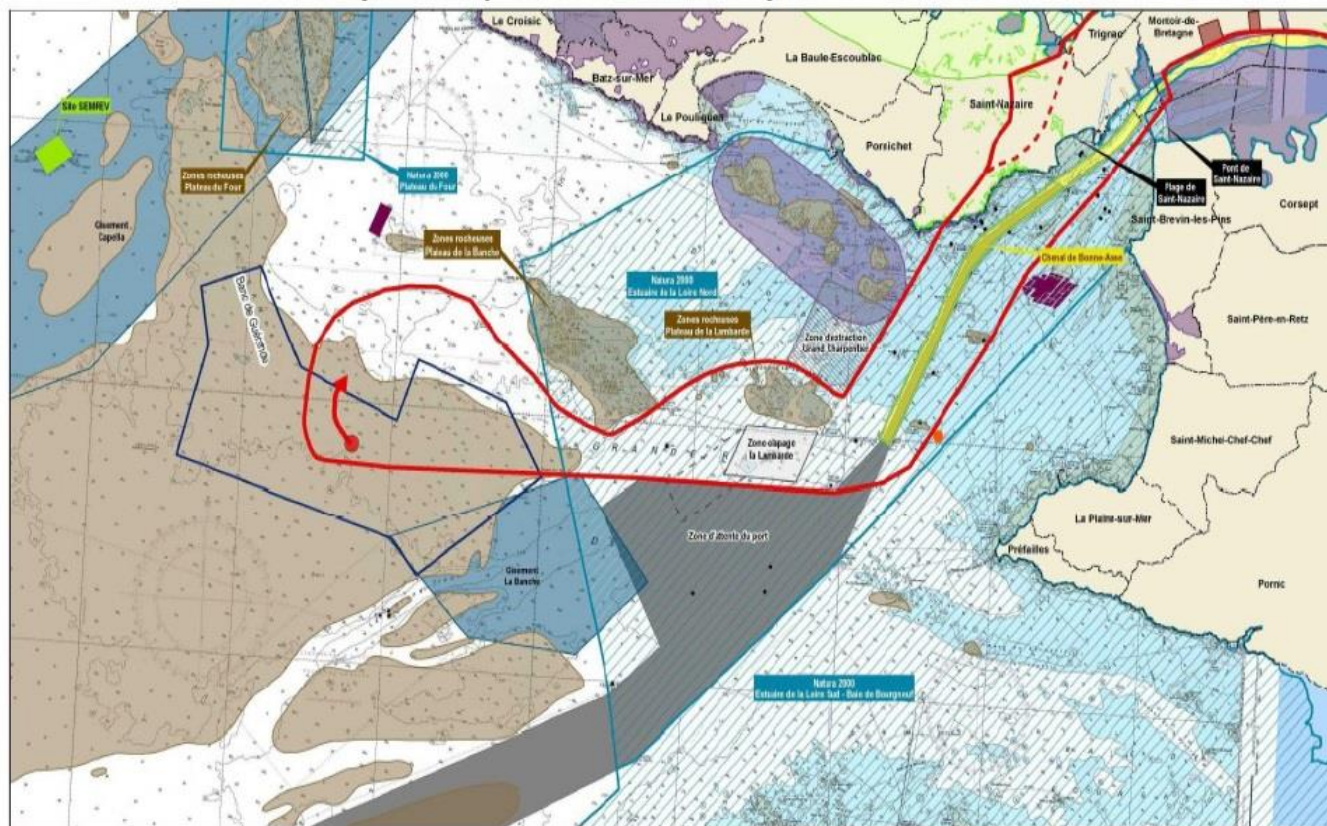 Le Croisic
Batz-sur-Mer
Le Pouliguen
La Baule-Escoublac
Pornichet
Saint-Nazaire
Trignac
Montoir-de-
Bretagne
Site SEMREV
Zones rocheuses
Plateau du Four
Natura 2000
Plateau du Four
Gisement
Capella
Zones rocheuses
Plateau de la Banche
Pont de
Saint-Nazaire
Plage de
Saint-Nazaire
Saint-Brevin-les-Pins
Corsept
Chenal de Bonne-Anse
Natura 2000
Estuaire de la Loire Nord
Zones rocheuses
Plateau de la Lambarde
Zone d'extraction
Grand Charpentier
Banc de Guérande
Saint-Père-en-Retz
Saint-Michel-Chef-Chef
Zone clapage
la Lambarde
La Plaine-sur-Mer
Zone d'attente du port
Préfailles
Gisement
La Banche
Pornic
Natura 2000
Estuaire de la Loire Sud - Baie de Bourgneuf